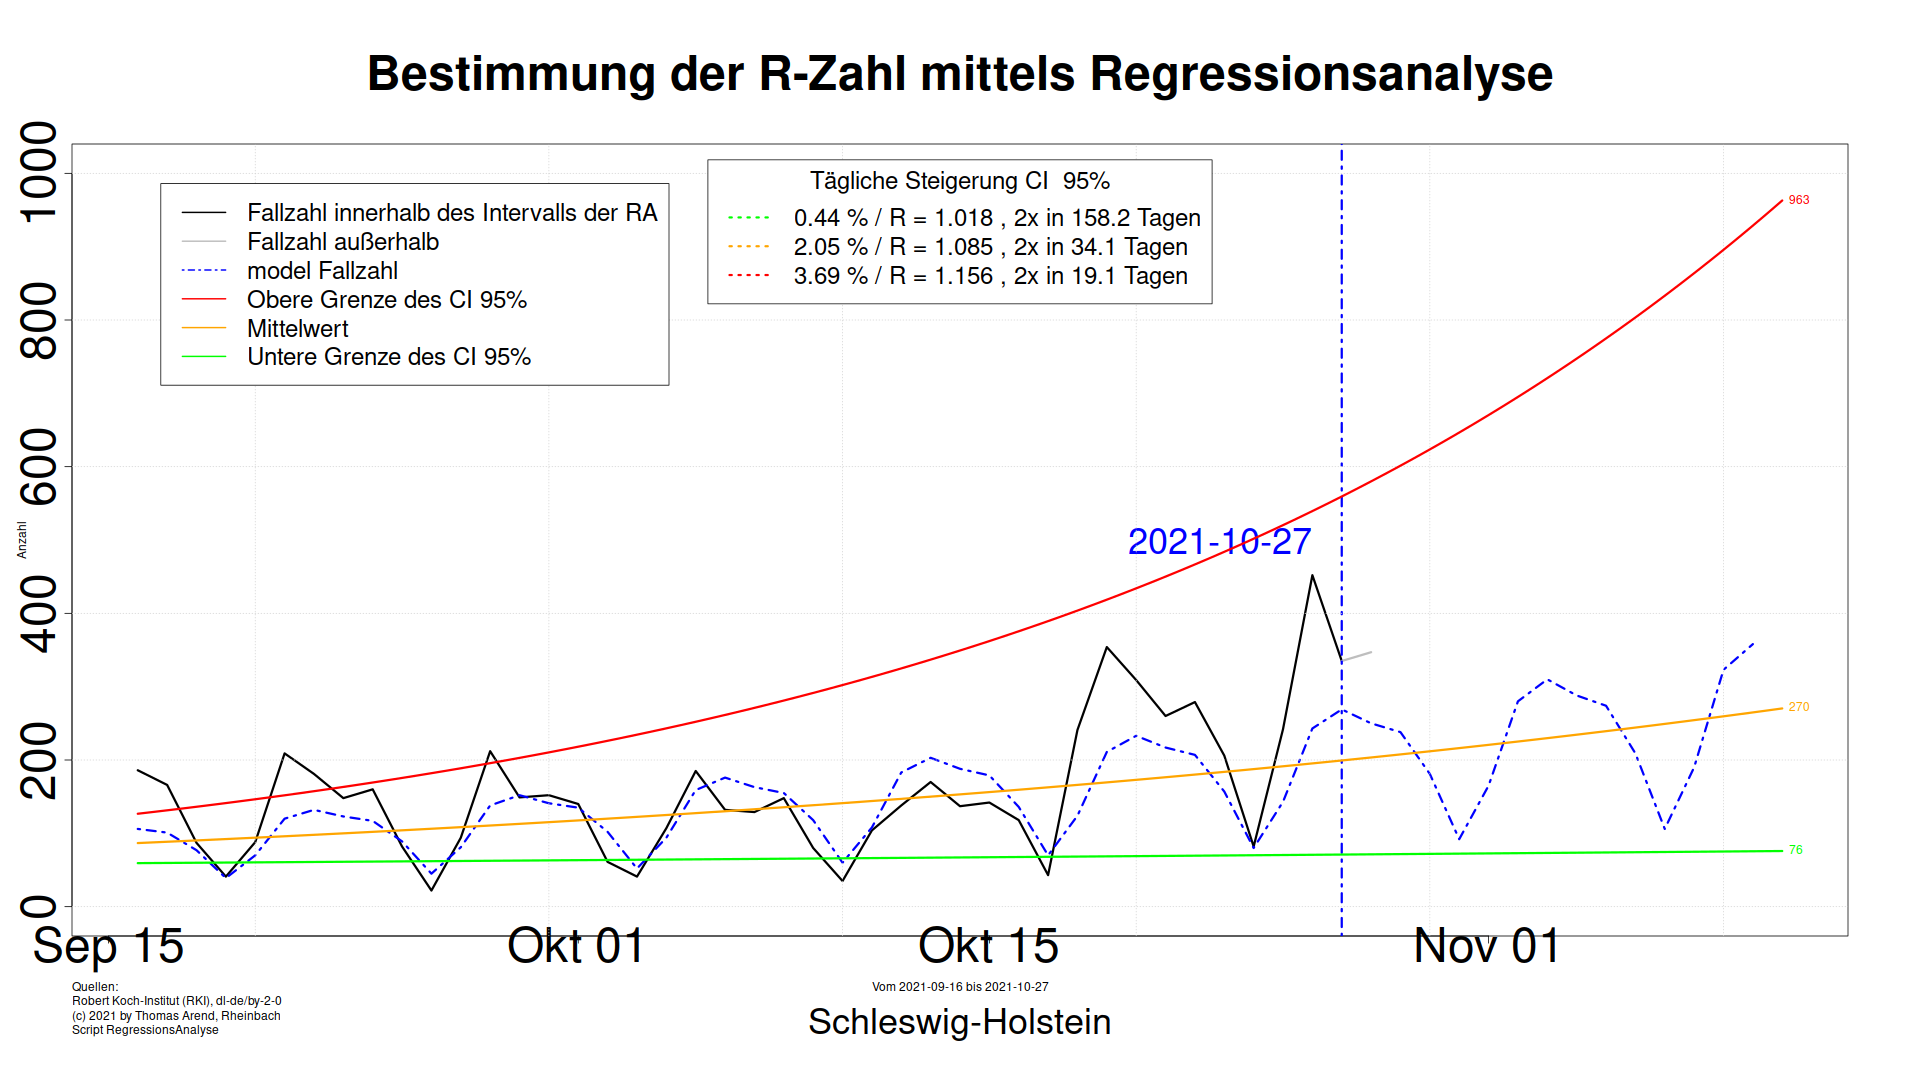 Bestimmung der R-Zahl mittels Regressionsanalyse
Fallzahl innerhalb des Intervalls der RA
Fallzahl außerhalb
model Fallzahl
Obere Grenze des CI 95%
Mittelwert
Untere Grenze des CI 95%
Tägliche Steigerung CI 95%
0.44 % / R = 1.018 , 2x in 158.2 Tagen
2.05 % / R = 1.085 , 2x in 34.1 Tagen
3.69 % / R = 1.156 , 2x in 19.1 Tagen
1000
800
600
400
200
0
Anzahl
963
2021-10-27
270
76
Sep 15
Okt 01
Okt 15
Nov 01
Quellen:
Robert Koch-Institut (RKI), dl-de/by-2-0
(c) 2021 by Thomas Arend, Rheinbach
Script RegressionsAnalyse
Vom 2021-09-16 bis 2021-10-27
Schleswig-Holstein